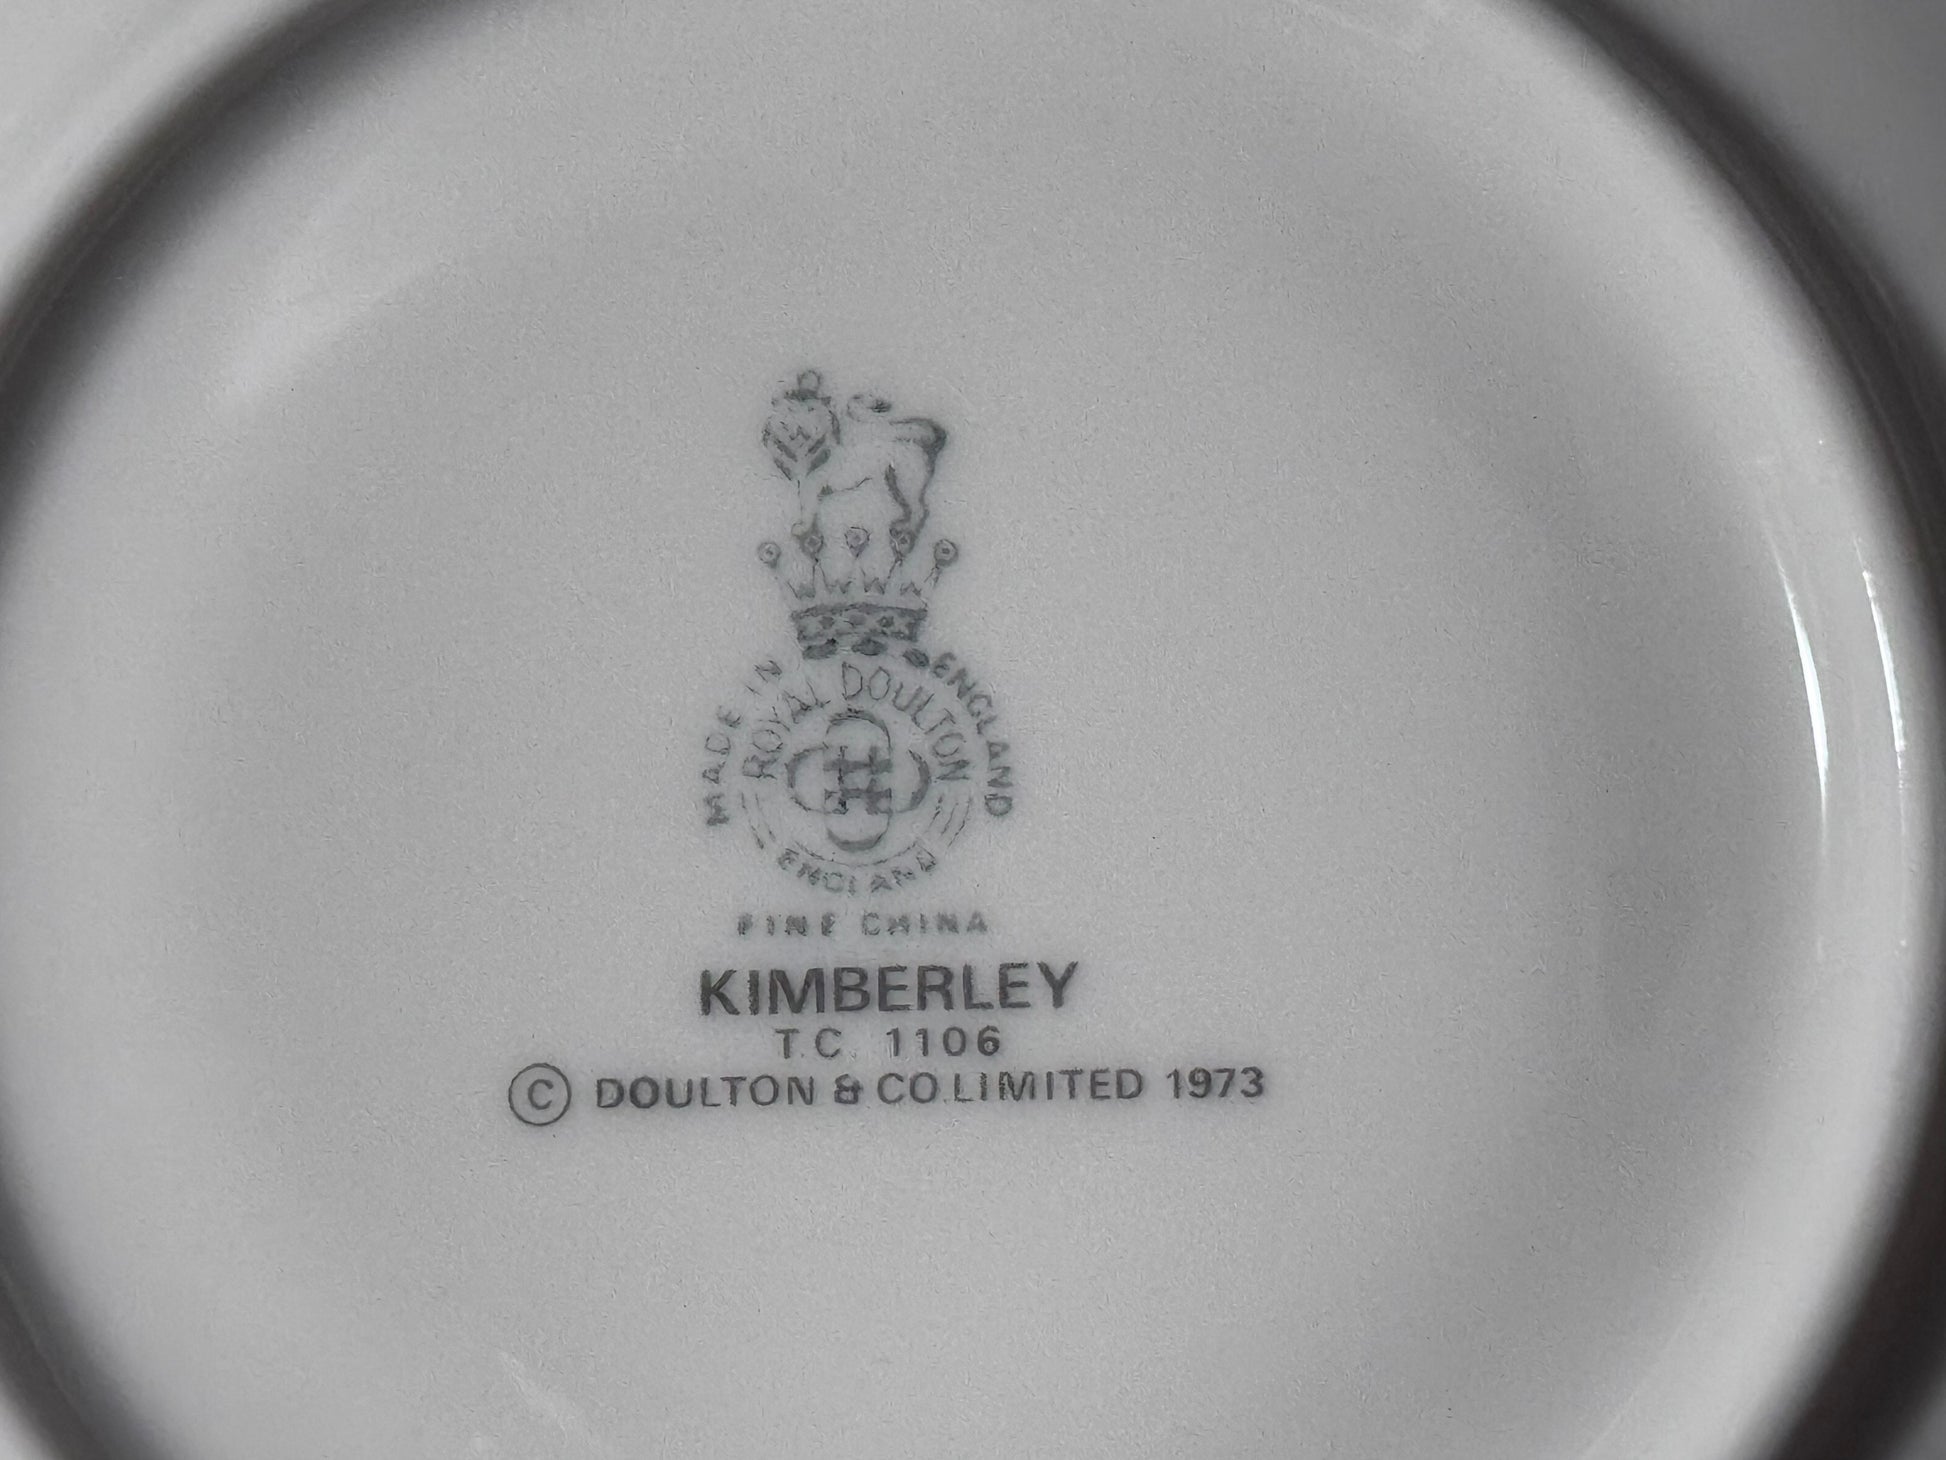 MADE IN ENGLAND
ROYAL DOULTON
ENGLAND
FINE CHINA
KIMBERLEY
T.C. 1106
© DOULTON & CO.LIMITED 1973